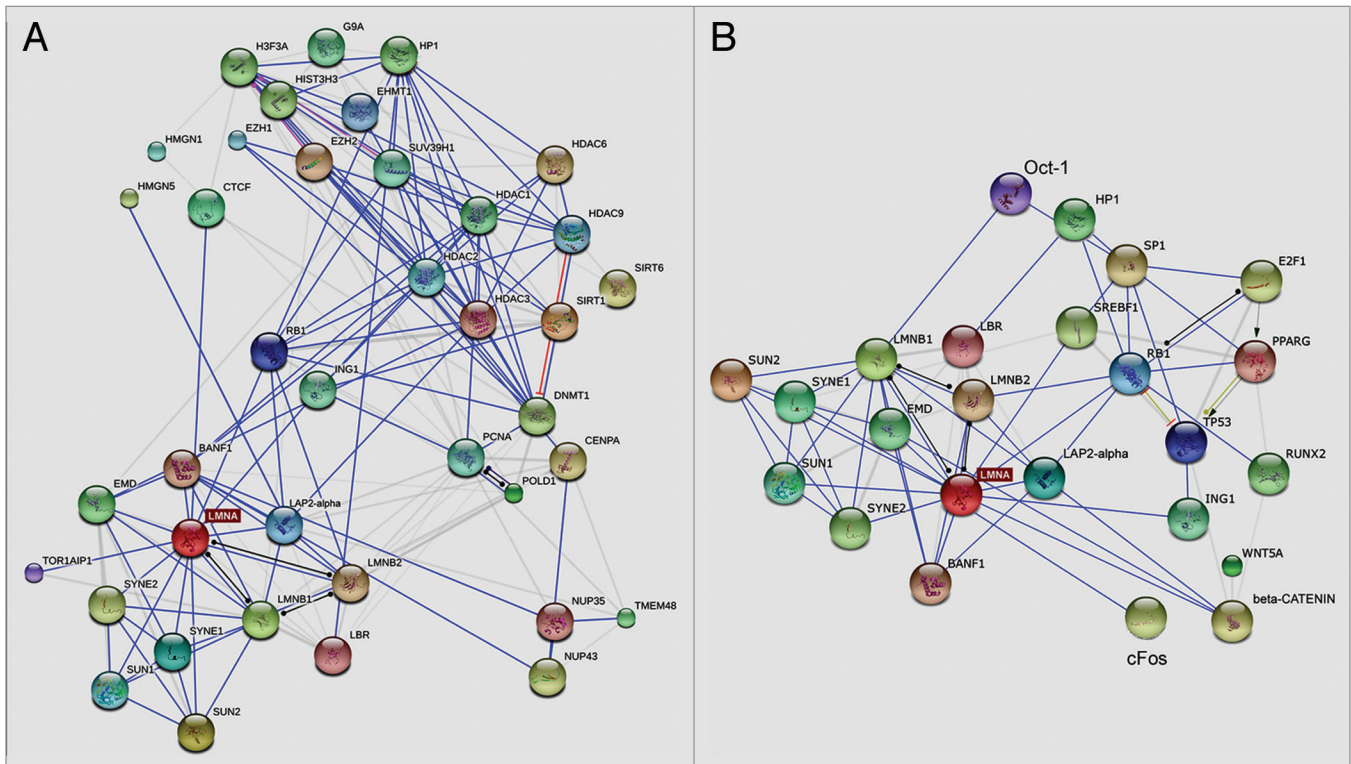 A
G9A
H3F3A
HP1
HIST3H3
EHMT1
EZH1
EZH2
SUV39H1
HMGN1
HDAC6
HMGN5
CTCF
HDAC1
HDAC9
HDAC2
SIRT6
HDAC3
SIRT1
RB1
ING1
DNMT1
PCNA
CENPA
BANF1
POLD1
EMD
LMNA
LAP2-alpha
TOR1AIP1
LMNB2
SYNE2
LMNB1
NUP35
TMEM48
SYNE1
LBR
SUN1
NUP43
SUN2
B
Oct-1
HP1
SP1
E2F1
SREBF1
LBR
LMNB1
RB1
PPARG
SUN2
SYNE1
LMNB2
EMD
TP53
SUN1
LMNA
LAP2-alpha
RUNX2
SYNE2
ING1
BANF1
WNT5A
beta-CATENIN
cFos